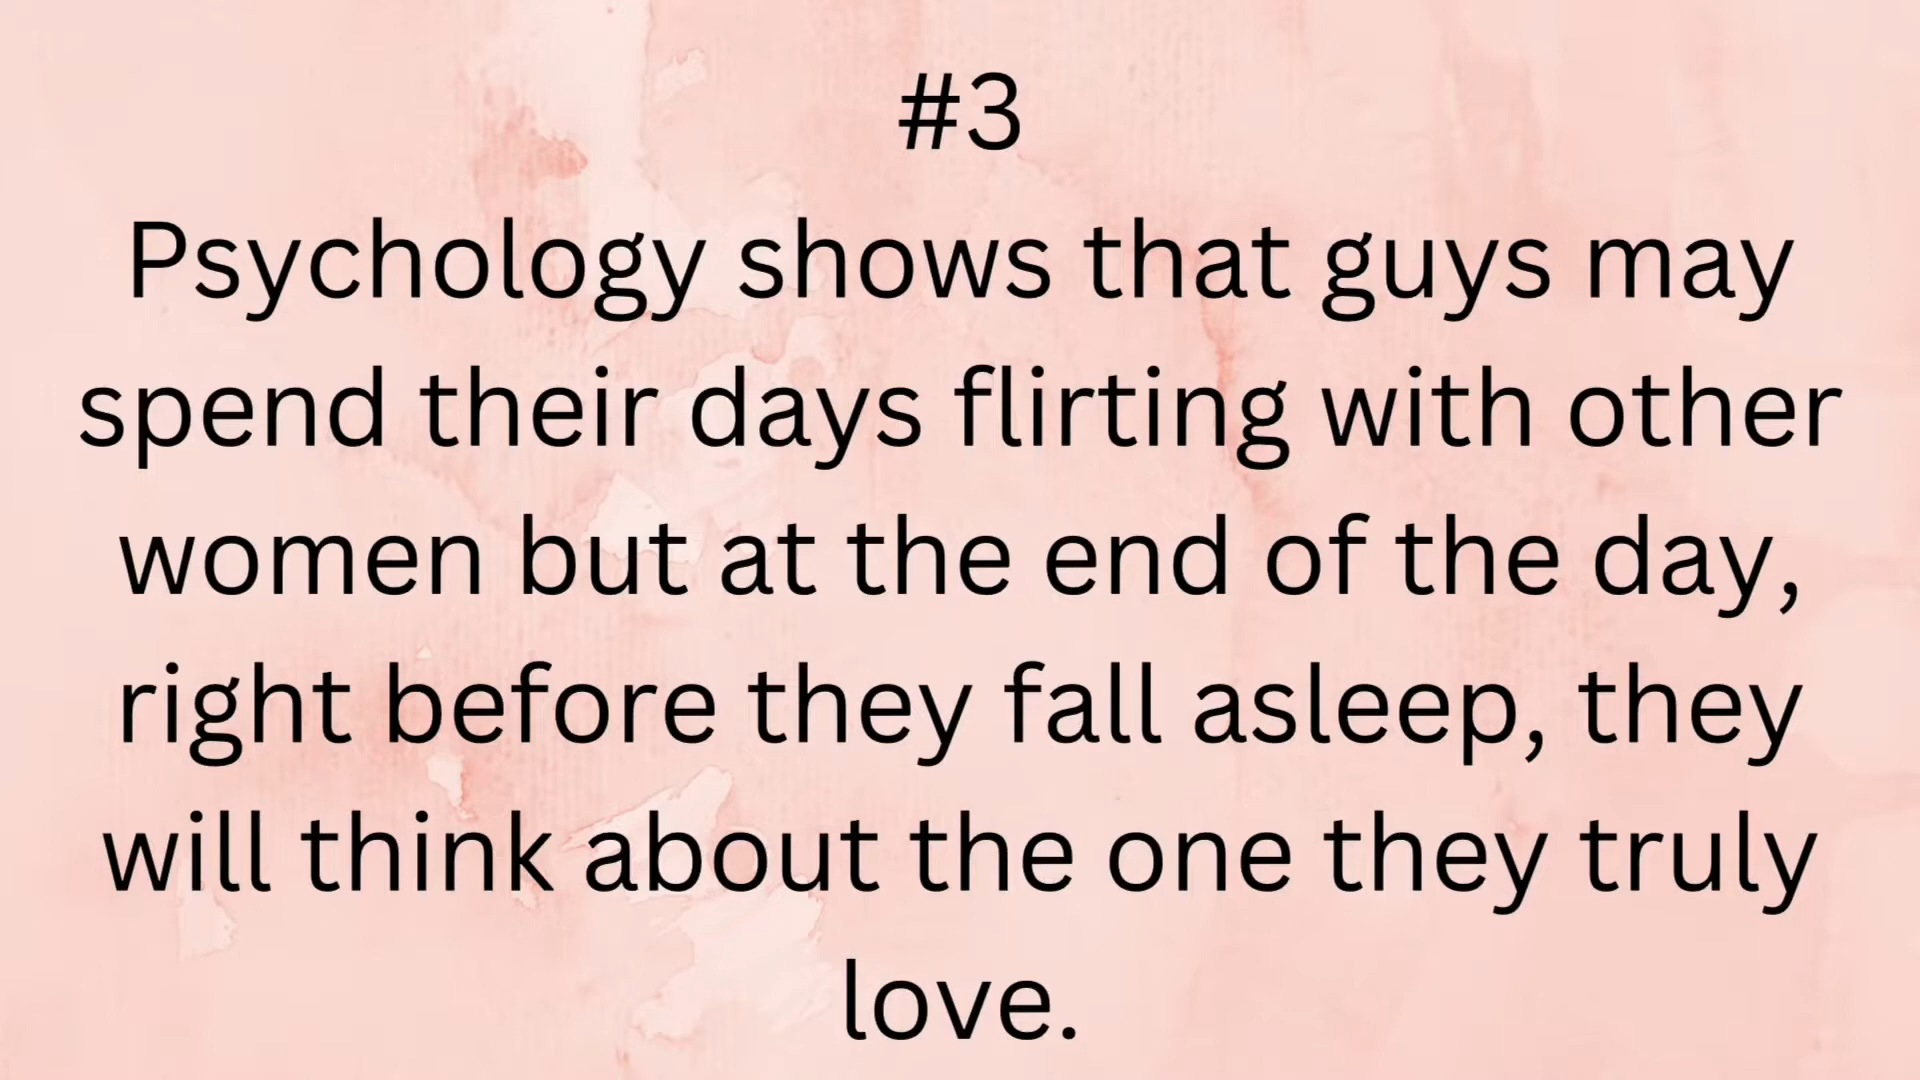 #3
Psychology shows that guys may
spend their days flirting with other
women but at the end of the day,
right before they fall asleep, they
will think about the one they truly
love.